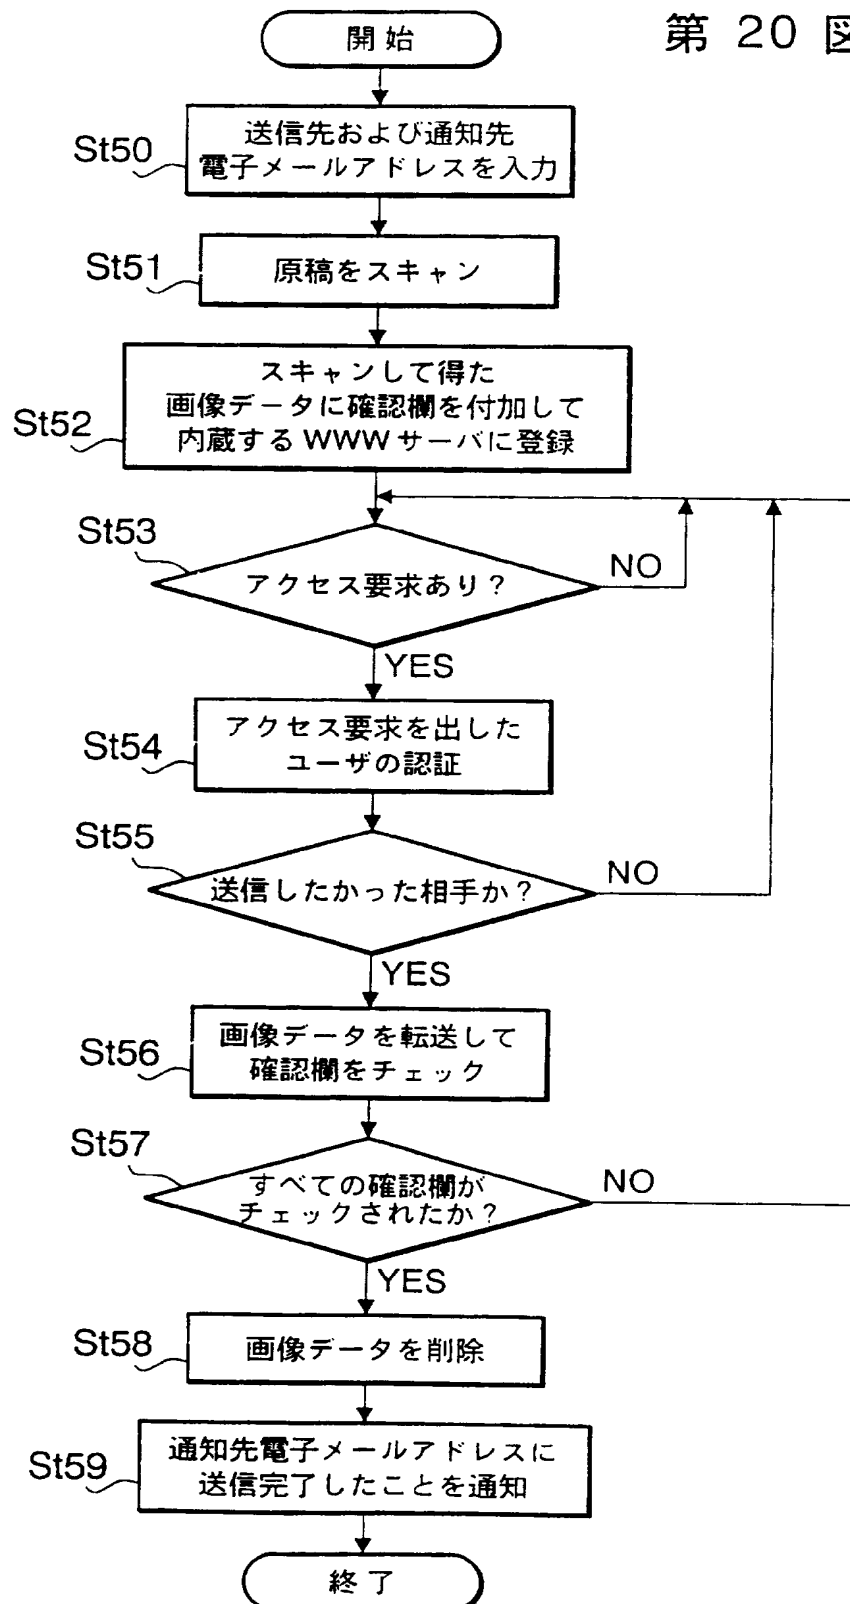 第 20 図
開始
St50
送信先および通知先
電子メールアドレスを入力
St51
原稿をスキャン
St52
スキャンして得た
画像データに確認欄を付加して
内蔵する WWW サーバに登録
St53
アクセス要求あり?
NO
YES
St54
アクセス要求を出した
ユーザの認証
St55
送信したかった相手か?
NO
YES
St56
画像データを転送して
確認欄をチェック
St57
すべての確認欄が
チェックされたか?
NO
YES
St58
画像データを削除
St59
通知先電子メールアドレスに
送信完了したことを通知
終了